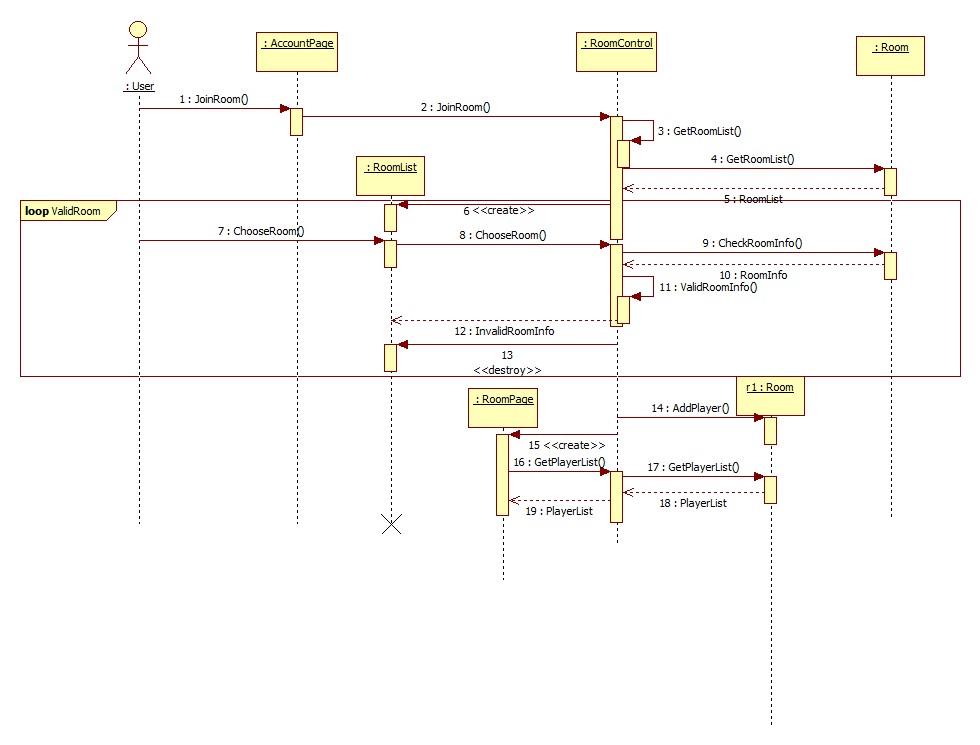 : AccountPage
: RoomControl
: Room
: User
1 : JoinRoom()
2 : JoinRoom()
3 : GetRoomList()
4 : GetRoomList()
: RoomList
5 : RoomList
loop ValidRoom
6 <<create>>
7 : ChooseRoom()
8 : ChooseRoom()
9 : CheckRoomInfo()
10 : RoomInfo
11 : ValidRoomInfo()
12 : InvalidRoomInfo
13
<<destroy>>
r1 : Room
: RoomPage
14 : AddPlayer()
15 <<create>>
16 : GetPlayerList()
17 : GetPlayerList()
18 : PlayerList
19 : PlayerList